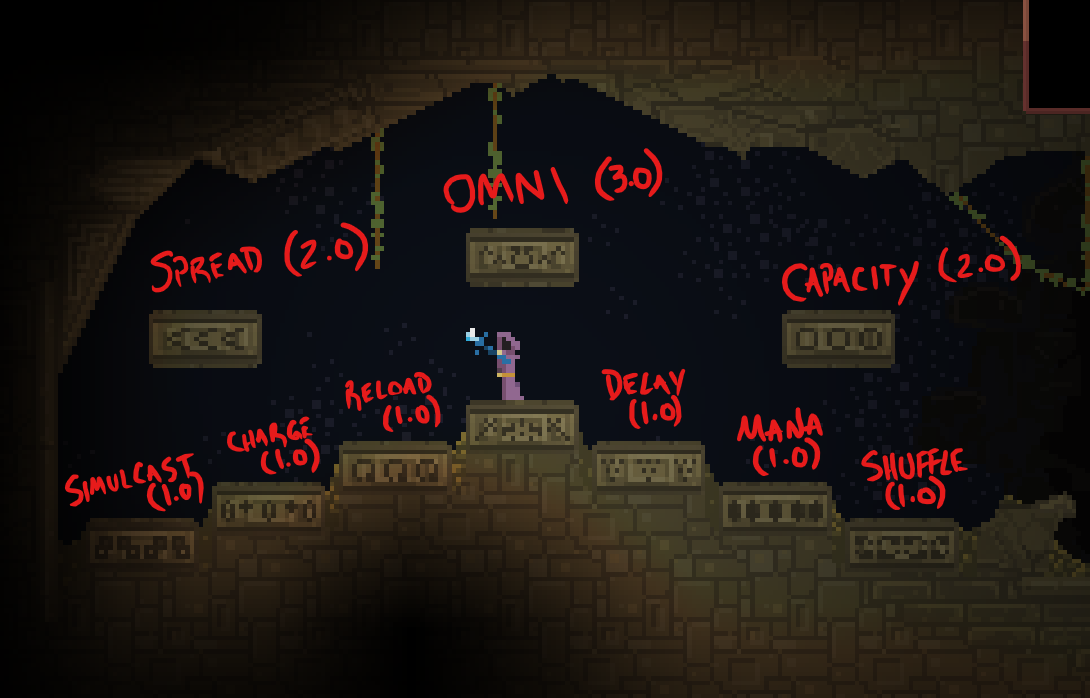 OMNI (3.0)
SPREAD (2.0)
CAPACITY (2.0)
RELOAD
(1.0)
DELAY
(1.0)
CHARGE
(1.0)
MANA
(1.0)
SIMULCAST
(1.0)
SHUFFLE
(1.0)